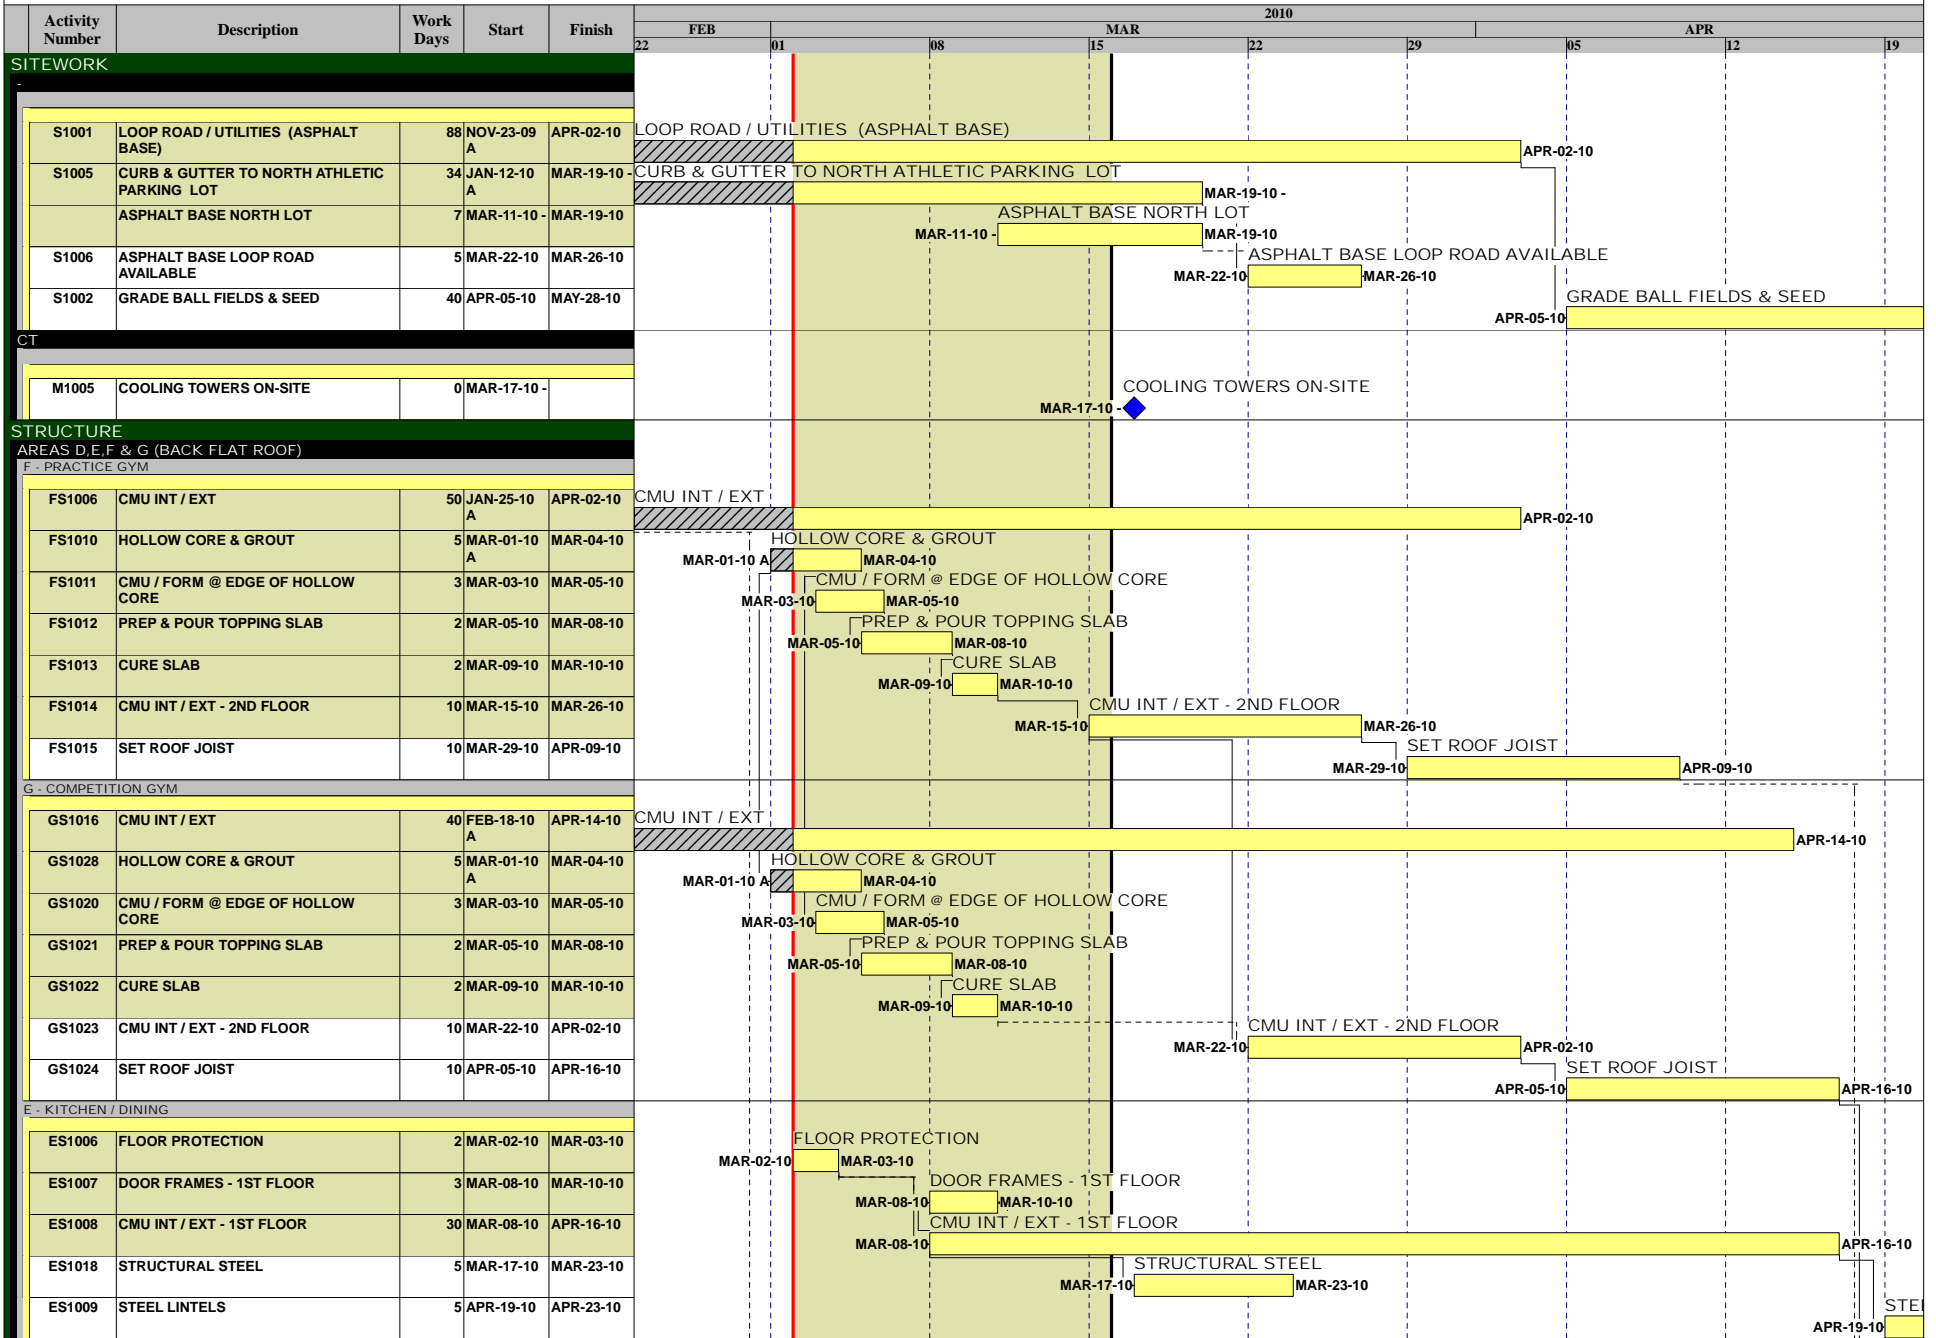 2010
Activity Number Description Work Days Start Finish FEB MAR APR
22 01 08 15 22 29 05 12 19
SITEWORK
-
S1001 LOOP ROAD / UTILITIES (ASPHALT BASE) 88 NOV-23-09 A APR-02-10 LOOP ROAD / UTILITIES (ASPHALT BASE)
APR-02-10
S1005 CURB & GUTTER TO NORTH ATHLETIC PARKING LOT 34 JAN-12-10 A MAR-19-10 - CURB & GUTTER TO NORTH ATHLETIC PARKING LOT
MAR-19-10 -
ASPHALT BASE NORTH LOT 7 MAR-11-10 - MAR-19-10 ASPHALT BASE NORTH LOT
MAR-11-10 - MAR-19-10
S1006 ASPHALT BASE LOOP ROAD AVAILABLE 5 MAR-22-10 MAR-26-10 ASPHALT BASE LOOP ROAD AVAILABLE
MAR-22-10 MAR-26-10
S1002 GRADE BALL FIELDS & SEED 40 APR-05-10 MAY-28-10 GRADE BALL FIELDS & SEED
APR-05-10
CT
M1005 COOLING TOWERS ON-SITE 0 MAR-17-10 - COOLING TOWERS ON-SITE
MAR-17-10 -
STRUCTURE
AREAS D,E,F & G (BACK FLAT ROOF)
F - PRACTICE GYM
FS1006 CMU INT / EXT 50 JAN-25-10 A APR-02-10 CMU INT / EXT
APR-02-10
FS1010 HOLLOW CORE & GROUT 5 MAR-01-10 A MAR-04-10 HOLLOW CORE & GROUT
MAR-01-10 A MAR-04-10
FS1011 CMU / FORM @ EDGE OF HOLLOW CORE 3 MAR-03-10 MAR-05-10 CMU / FORM @ EDGE OF HOLLOW CORE
MAR-03-10 MAR-05-10
FS1012 PREP & POUR TOPPING SLAB 2 MAR-05-10 MAR-08-10 PREP & POUR TOPPING SLAB
MAR-05-10 MAR-08-10
FS1013 CURE SLAB 2 MAR-09-10 MAR-10-10 CURE SLAB
MAR-09-10 MAR-10-10
FS1014 CMU INT / EXT - 2ND FLOOR 10 MAR-15-10 MAR-26-10 CMU INT / EXT - 2ND FLOOR
MAR-15-10 MAR-26-10
FS1015 SET ROOF JOIST 10 MAR-29-10 APR-09-10 SET ROOF JOIST
MAR-29-10 APR-09-10
G - COMPETITION GYM
GS1016 CMU INT / EXT 40 FEB-18-10 A APR-14-10 CMU INT / EXT
APR-14-10
GS1028 HOLLOW CORE & GROUT 5 MAR-01-10 A MAR-04-10 HOLLOW CORE & GROUT
MAR-01-10 A MAR-04-10
GS1020 CMU / FORM @ EDGE OF HOLLOW CORE 3 MAR-03-10 MAR-05-10 CMU / FORM @ EDGE OF HOLLOW CORE
MAR-03-10 MAR-05-10
GS1021 PREP & POUR TOPPING SLAB 2 MAR-05-10 MAR-08-10 PREP & POUR TOPPING SLAB
MAR-05-10 MAR-08-10
GS1022 CURE SLAB 2 MAR-09-10 MAR-10-10 CURE SLAB
MAR-09-10 MAR-10-10
GS1023 CMU INT / EXT - 2ND FLOOR 10 MAR-22-10 APR-02-10 CMU INT / EXT - 2ND FLOOR
MAR-22-10 APR-02-10
GS1024 SET ROOF JOIST 10 APR-05-10 APR-16-10 SET ROOF JOIST
APR-05-10 APR-16-10
E - KITCHEN / DINING
ES1006 FLOOR PROTECTION 2 MAR-02-10 MAR-03-10 FLOOR PROTECTION
MAR-02-10 MAR-03-10
ES1007 DOOR FRAMES - 1ST FLOOR 3 MAR-08-10 MAR-10-10 DOOR FRAMES - 1ST FLOOR
MAR-08-10 MAR-10-10
ES1008 CMU INT / EXT - 1ST FLOOR 30 MAR-08-10 APR-16-10 CMU INT / EXT - 1ST FLOOR
MAR-08-10 APR-16-10
ES1018 STRUCTURAL STEEL 5 MAR-17-10 MAR-23-10 STRUCTURAL STEEL
MAR-17-10 MAR-23-10
ES1009 STEEL LINTELS 5 APR-19-10 APR-23-10
APR-19-10